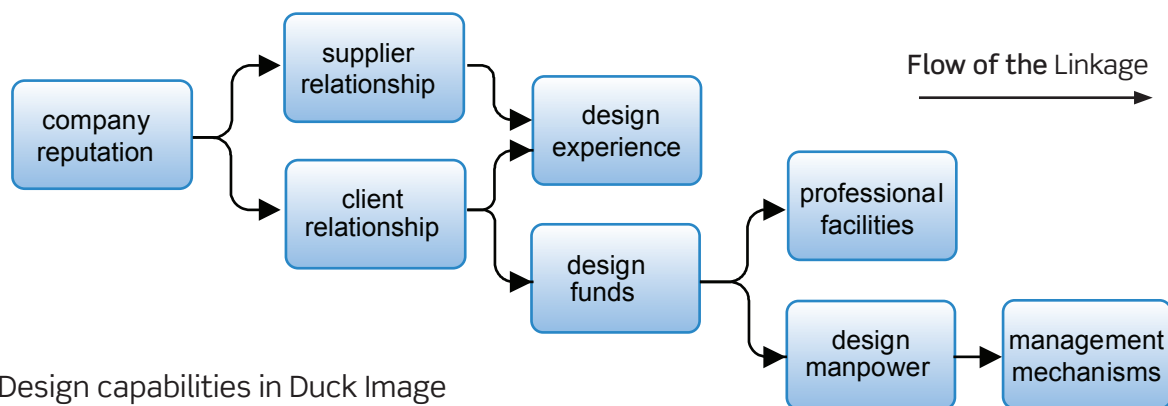 supplier
relationship
Flow of the Linkage
company
reputation
design
experience
client
relationship
professional
facilities
design
funds
design
manpower
management
mechanisms
Design capabilities in Duck Image